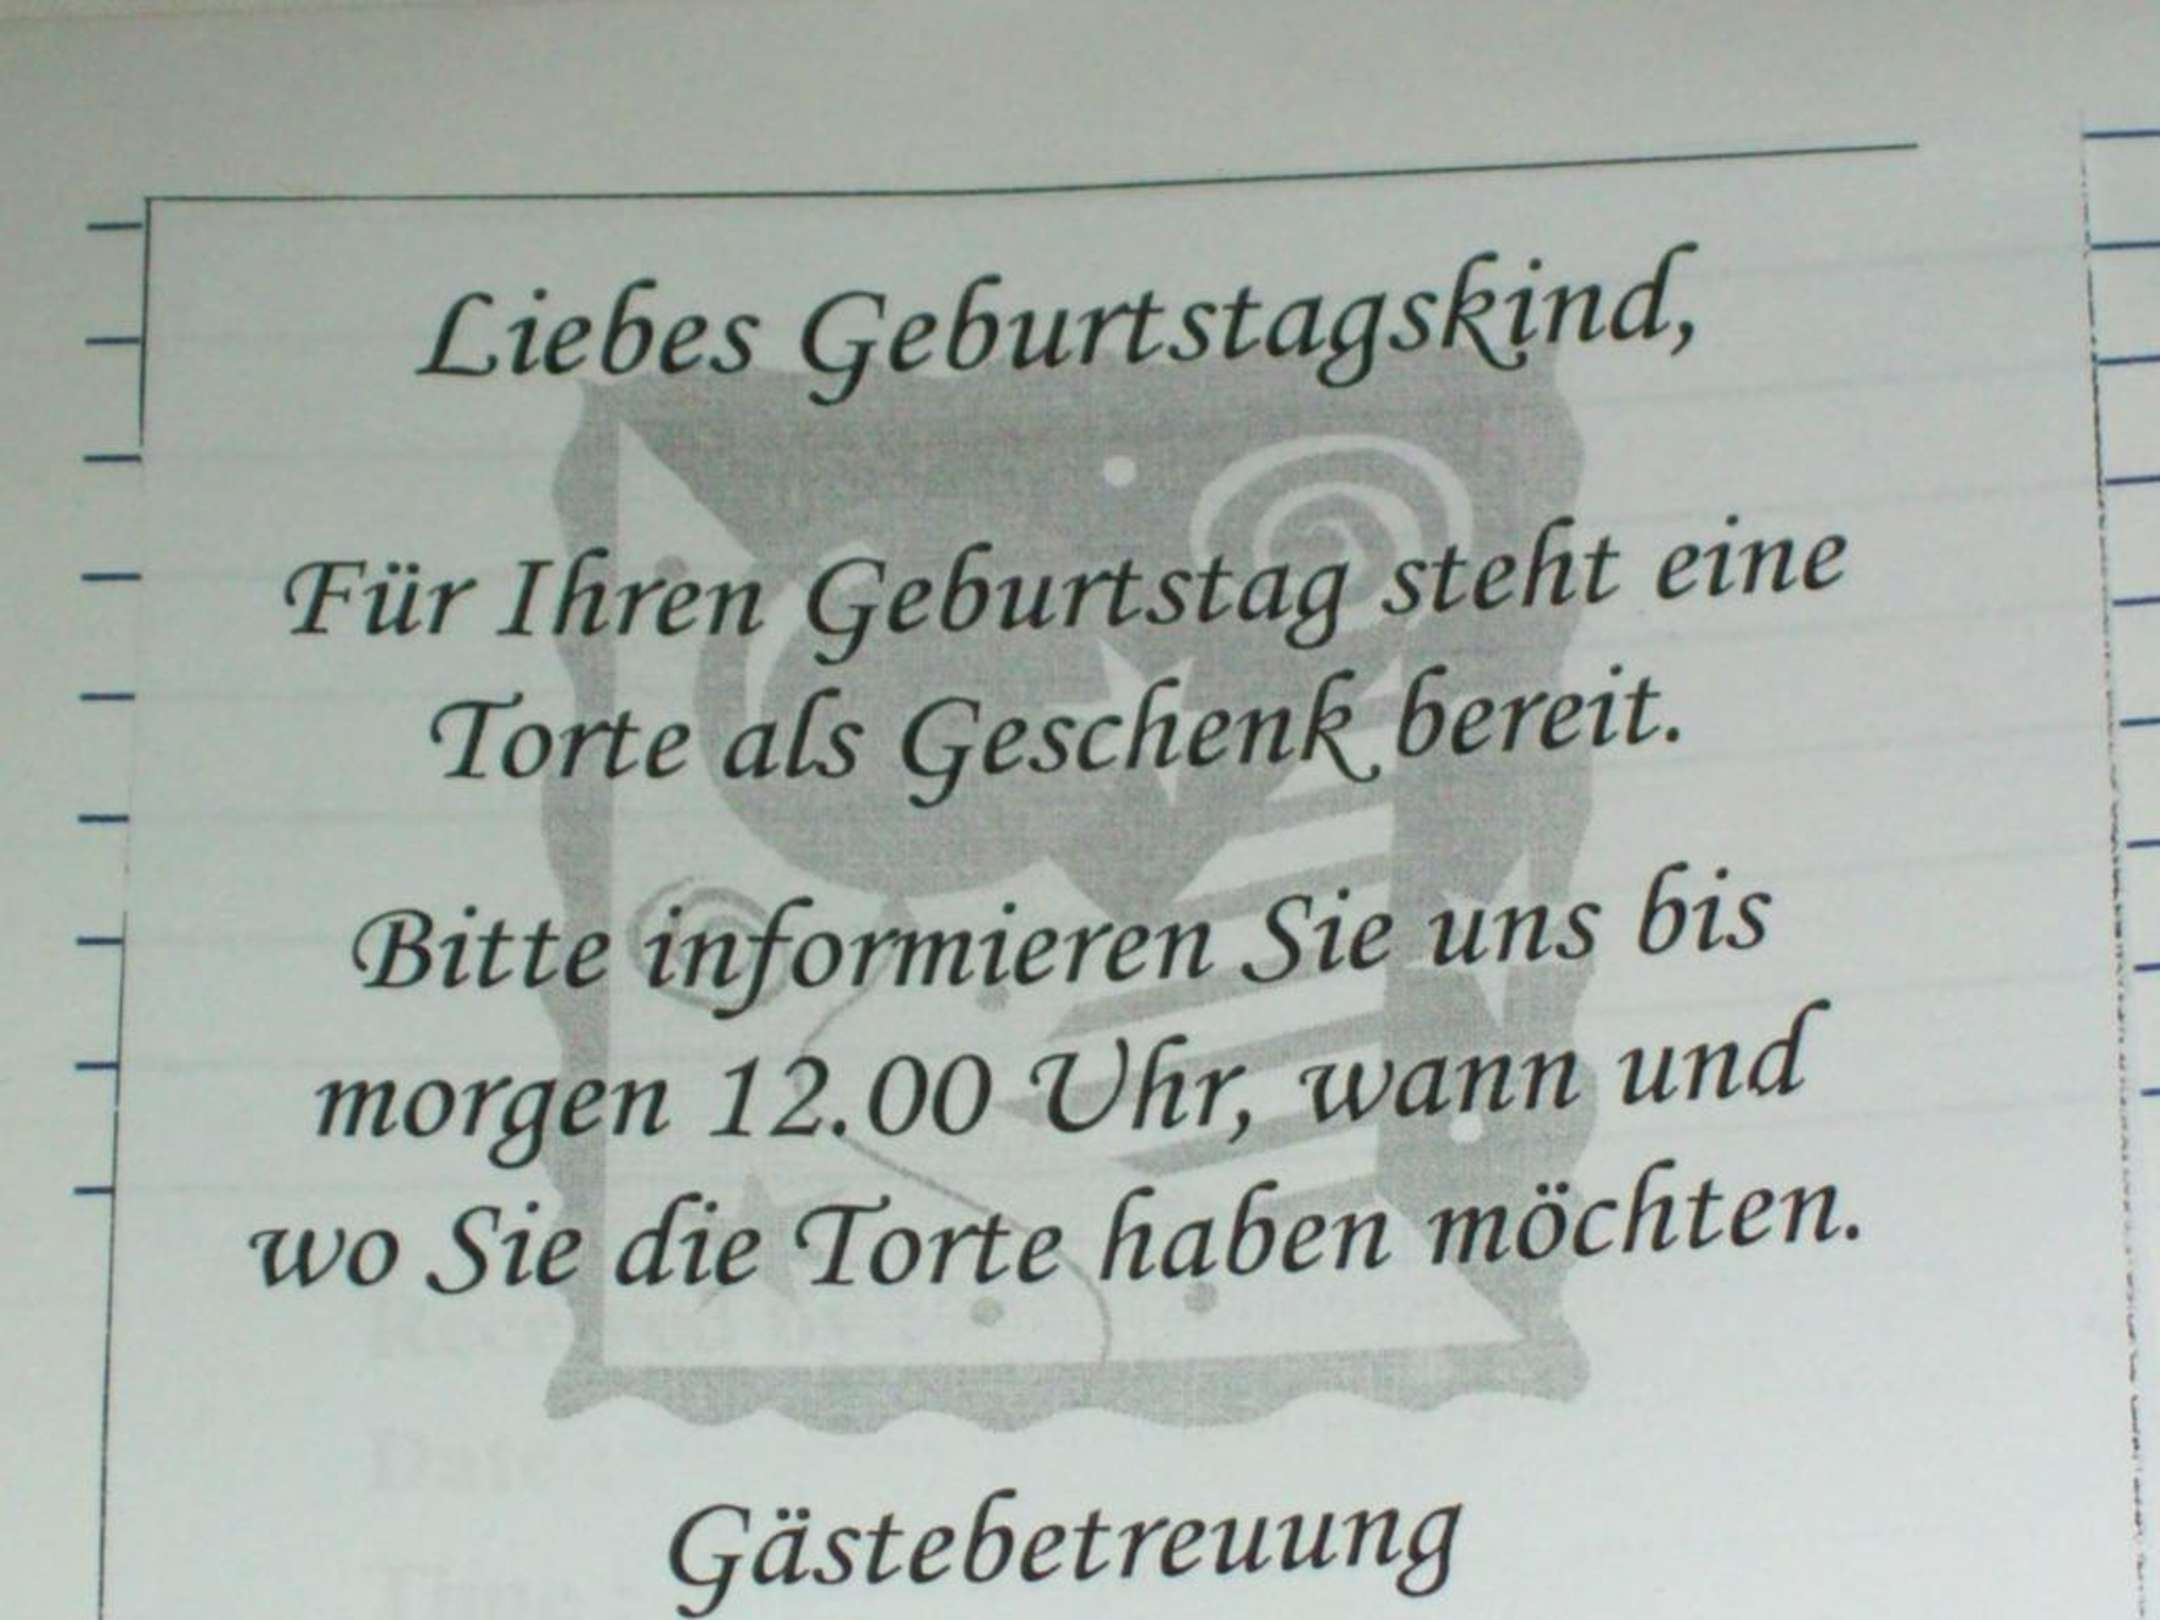 Liebes Geburtstagskind,
Für Ihren Geburtstag steht eine
Torte als Geschenk bereit.
Bitte informieren Sie uns bis
morgen 12.00 Uhr, wann und
wo Sie die Torte haben möchten.
Gästebetreuung